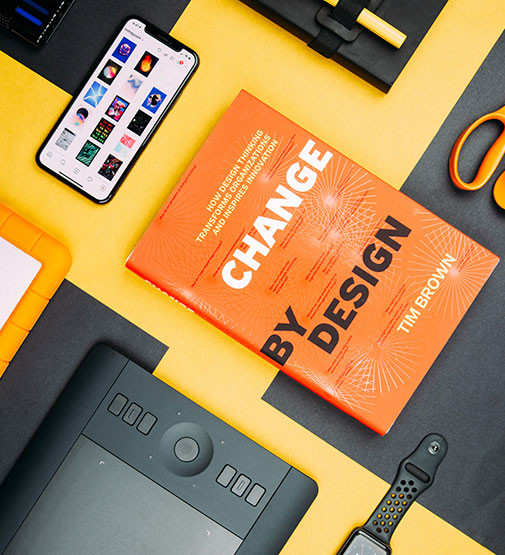 HOW DESIGN THINKING
TRANSFORMS ORGANIZATIONS
AND INSPIRES INNOVATION
CHANGE
BY
DESIGN
TIM BROWN